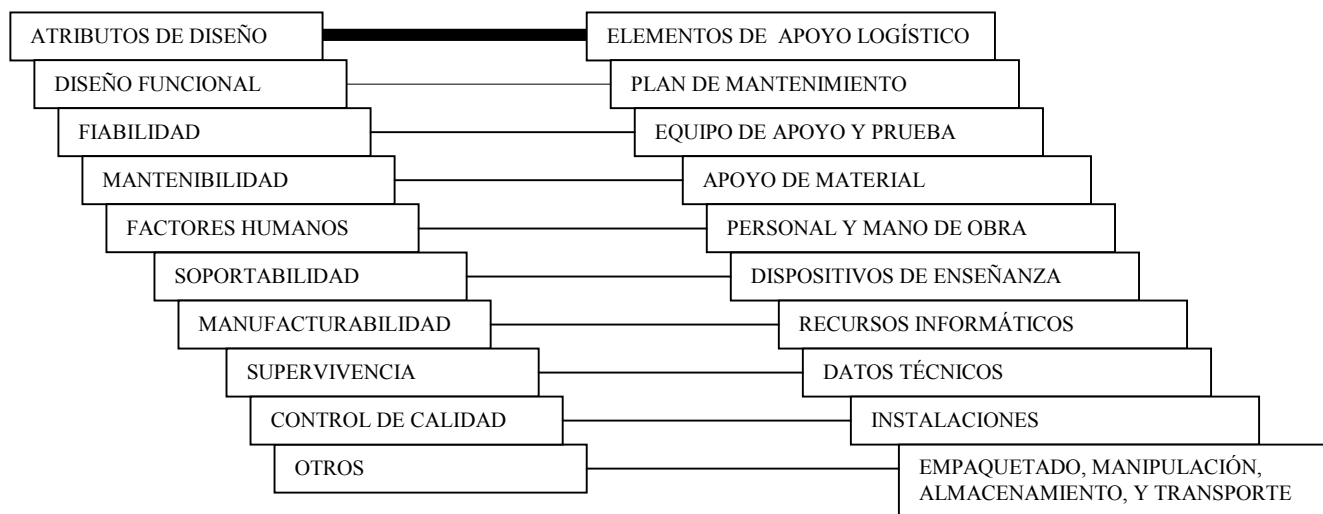 ATRIBUTOS DE DISEÑO
ELEMENTOS DE APOYO LOGÍSTICO
DISEÑO FUNCIONAL
PLAN DE MANTENIMIENTO
FIABILIDAD
EQUIPO DE APOYO Y PRUEBA
MANTENIBILIDAD
APOYO DE MATERIAL
FACTORES HUMANOS
PERSONAL Y MANO DE OBRA
SOPORTABILIDAD
DISPOSITIVOS DE ENSEÑANZA
MANUFACTURABILIDAD
RECURSOS INFORMÁTICOS
SUPERVIVENCIA
DATOS TÉCNICOS
CONTROL DE CALIDAD
INSTALACIONES
OTROS
EMPAQUETADO, MANIPULACIÓN,
ALMACENAMIENTO, Y TRANSPORTE